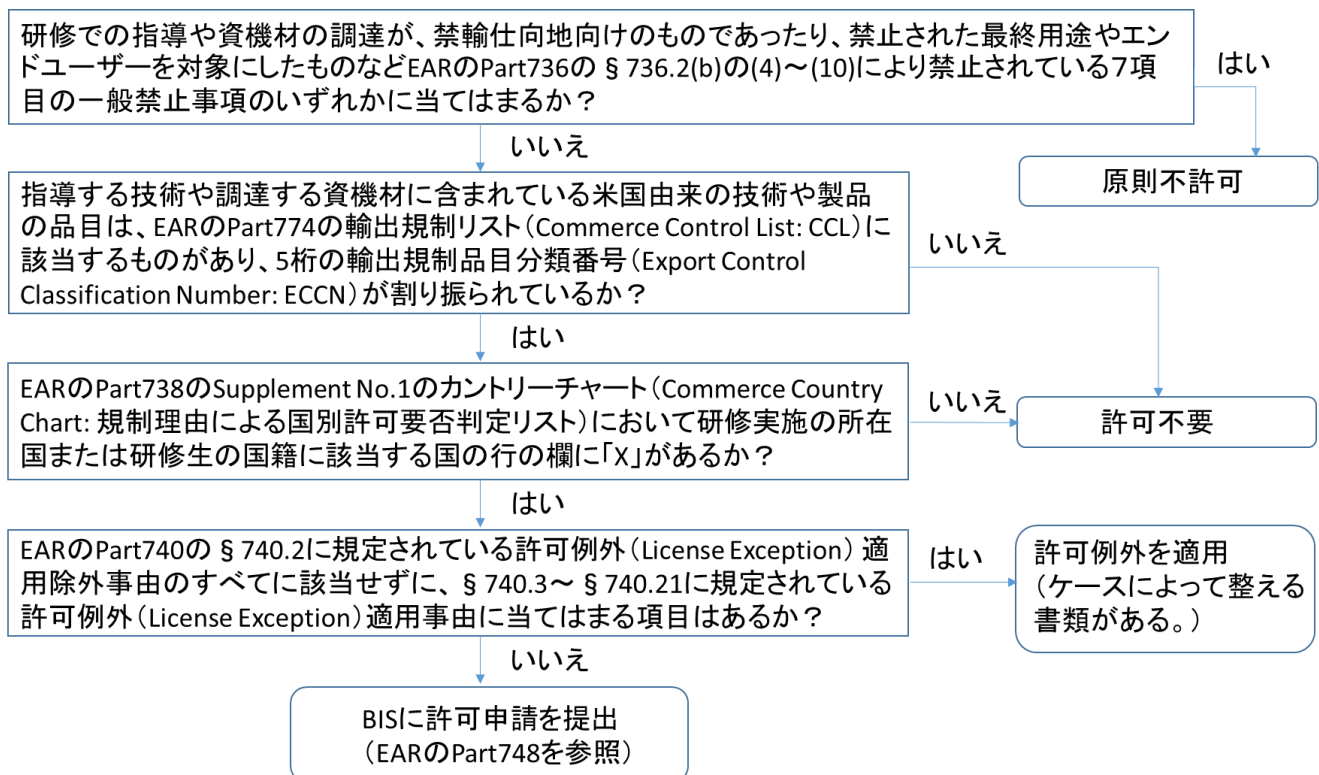 研修での指導や資機材の調達が、禁輸仕向地向けのものであったり、禁止された最終用途やエン
ドユーザーを対象にしたものなどEARのPart736の§736.2(b)の(4)～(10)により禁止されている７項
目の一般禁止事項のいずれかに当てはまるか？
はい
いいえ
原則不許可
指導する技術や調達する資機材に含まれている米国由来の技術や製品
の品目は、EARのPart774の輸出規制リスト（Commerce Control List: CCL）に
該当するものがあり、5桁の輸出規制品目分類番号（Export Control
Classification Number: ECCN）が割り振られているか？
いいえ
はい
EARのPart738のSupplement No.1のカントリーチャート（Commerce Country
Chart: 規制理由による国別許可要否判定リスト）において研修実施の所在
国または研修生の国籍に該当する国の行の欄に「X」があるか？
いいえ
許可不要
はい
EARのPart740の§740.2に規定されている許可例外（License Exception）適
用除外事由のすべてに該当せずに、§740.3～§740.21に規定されている
許可例外（License Exception）適用事由に当てはまる項目はあるか？
はい
許可例外を適用
（ケースによって整える
書類がある。）
いいえ
BISに許可申請を提出
（EARのPart748を参照）